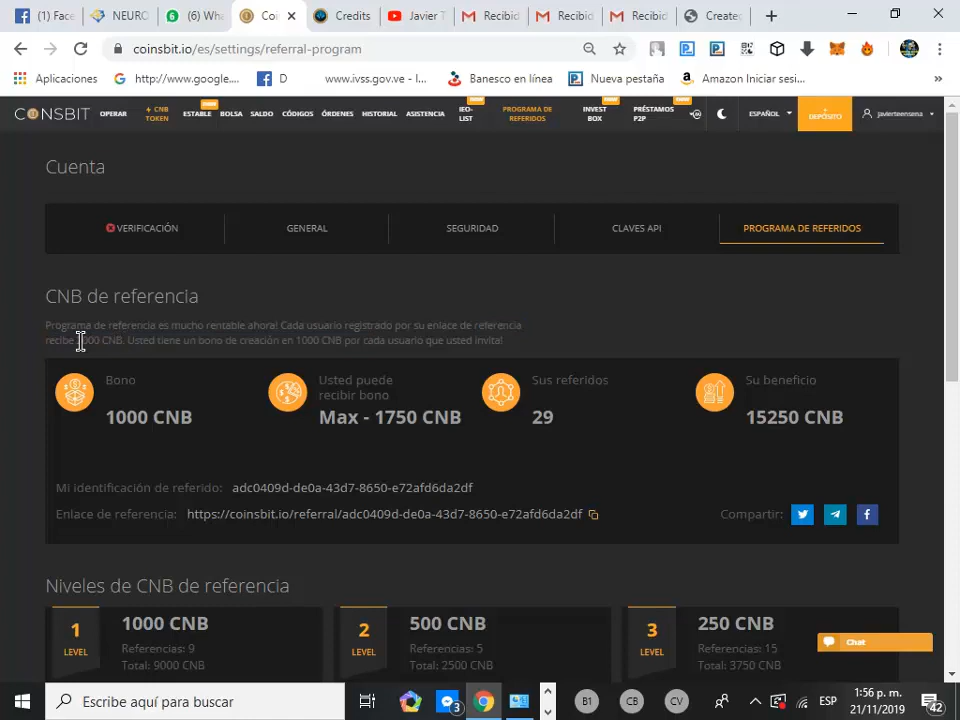 (1) Face
NEURO
(6) Wha
Coi
Credits
Javier T
Recibid
Recibio
Recibid
Createc
coinsbit.io/es/settings/referral-program
Aplicaciones
http://www.google....
D
www.ivss.gov.ve - I...
Banesco en línea
Nueva pestaña
Amazon Iniciar sesi...
»
COINSBIT
OPERAR
CNB TOKEN
ESTABLE
BOLSA
SALDO
CÓDIGOS
ÓRDENES
HISTORIAL
ASISTENCIA
IEO-LIST
PROGRAMA DE REFERIDOS
INVEST BOX
PRÉSTAMOS P2P
ESPAÑOL
DEPÓSITO
javierteensena
Cuenta
VERIFICACIÓN
GENERAL
SEGURIDAD
CLAVES API
PROGRAMA DE REFERIDOS
CNB de referencia
Programa de referencia es mucho rentable ahora! Cada usuario registrado por su enlace de referencia
recibe 1000 CNB. Usted tiene un bono de creación en 1000 CNB por cada usuario que usted invita!
Bono
1000 CNB
Usted puede
recibir bono
Max - 1750 CNB
Sus referidos
29
Su beneficio
15250 CNB
Mi identificación de referido: adc0409d-de0a-43d7-8650-e72afd6da2df
Enlace de referencia: https://coinsbit.io/referral/adc0409d-de0a-43d7-8650-e72afd6da2df
Compartir:
Niveles de CNB de referencia
1
LEVEL
1000 CNB
Referencias: 9
Total: 9000 CNB
2
LEVEL
500 CNB
Referencias: 5
Total: 2500 CNB
3
LEVEL
250 CNB
Referencias: 15
Total: 3750 CNB
Chat
Escribe aquí para buscar
3
B1
CB
CV
ESP
1:56 p. m.
21/11/2019
42